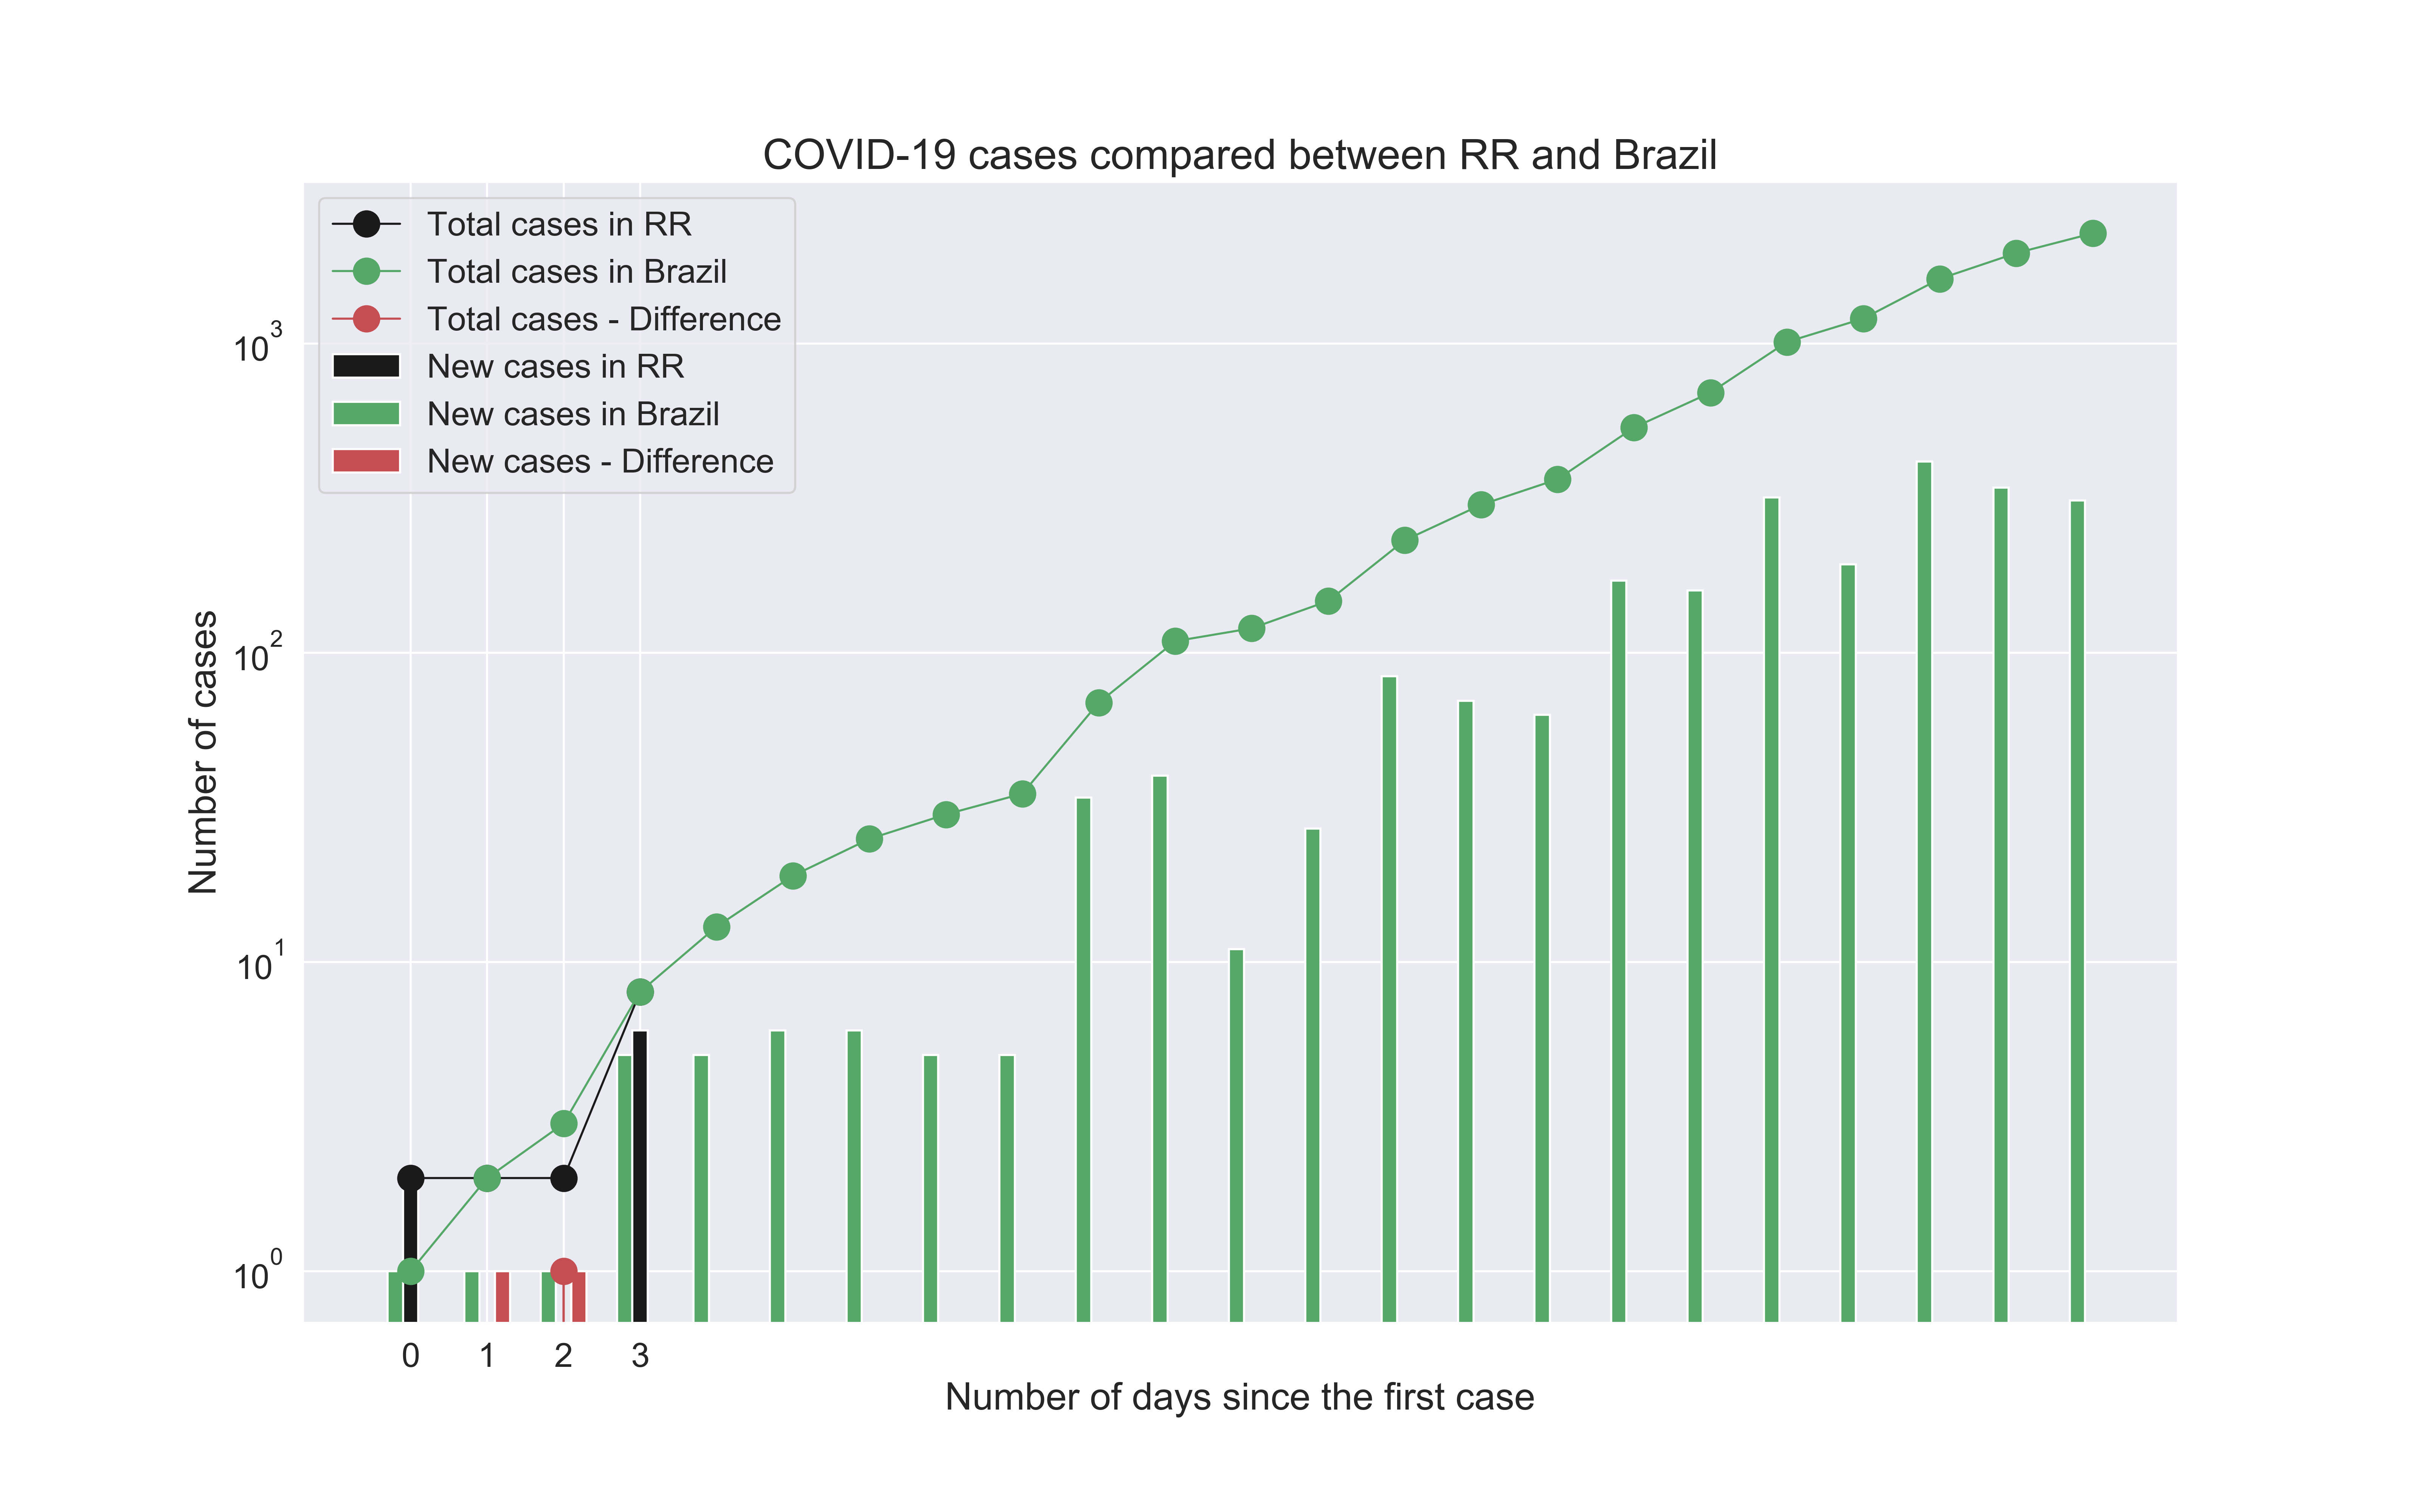 COVID-19 cases compared between RR and Brazil
Total cases in RR
Total cases in Brazil
Total cases - Difference
New cases in RR
New cases in Brazil
New cases - Difference
Number of cases
10^3
10^2
10^1
10^0
0 1 2 3
Number of days since the first case